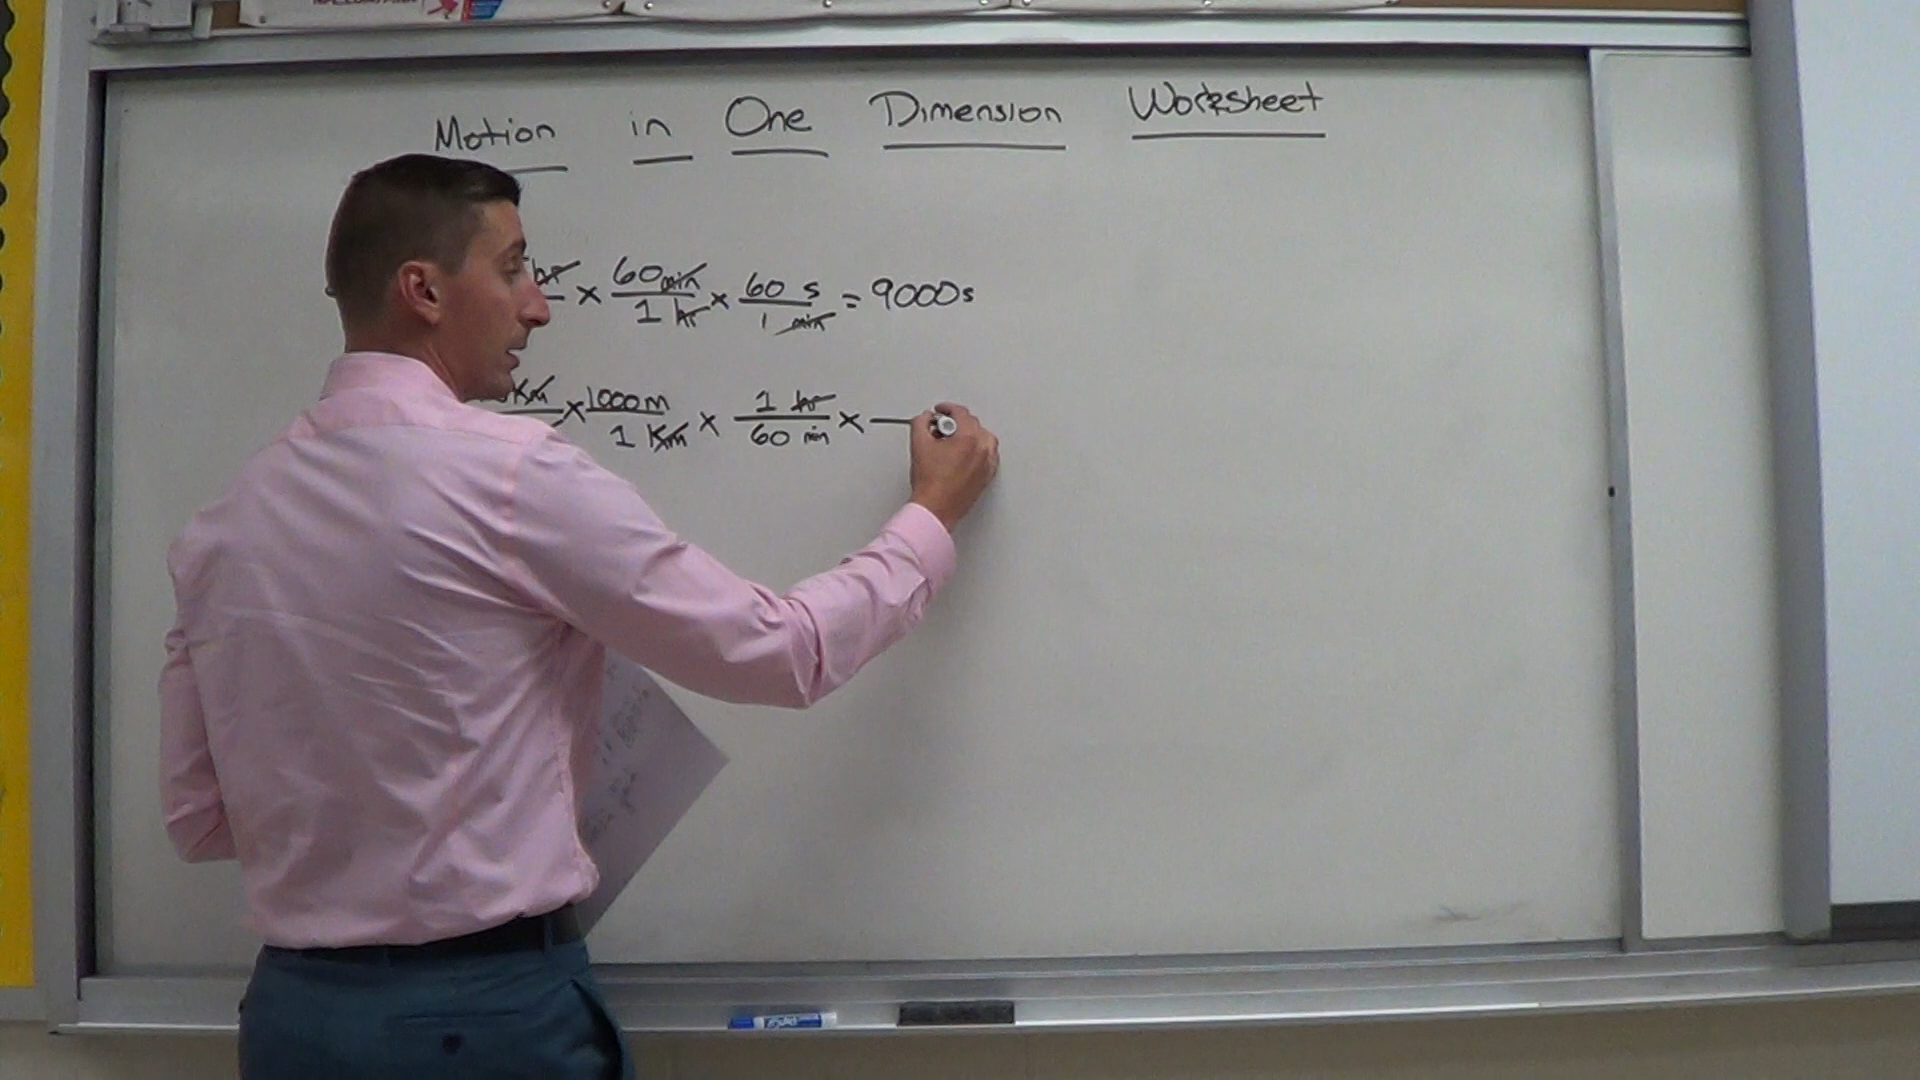 Motion in One Dimension Worksheet
hr × 60 min / 1 hr × 60 s / 1 min = 9000s
Km × 1000 m / 1 Km × 1 hr / 60 min ×